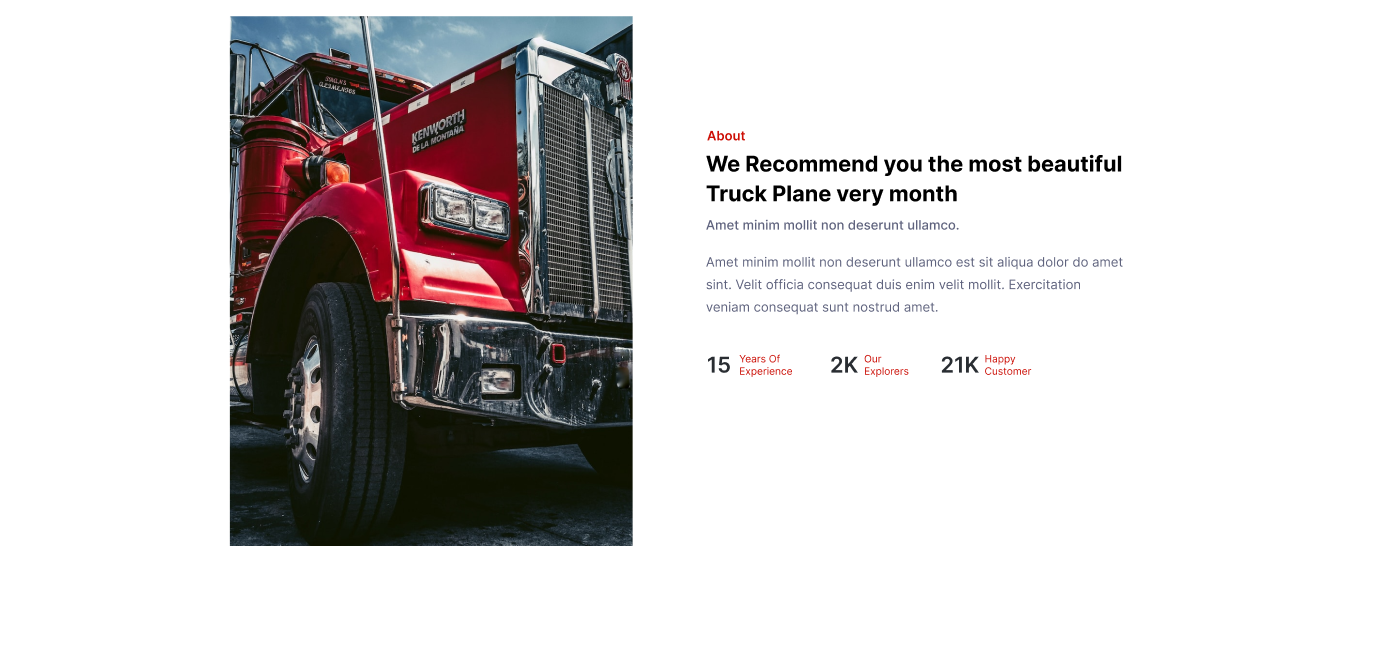 KENWORTH
DE LA MONTAÑA
About
We Recommend you the most beautiful
Truck Plane very month
Amet minim mollit non deserunt ullamco.
Amet minim mollit non deserunt ullamco est sit aliqua dolor do amet
sint. Velit officia consequat duis enim velit mollit. Exercitation
veniam consequat sunt nostrud amet.
15 Years Of
Experience
2K Our
Explorers
21K Happy
Customer